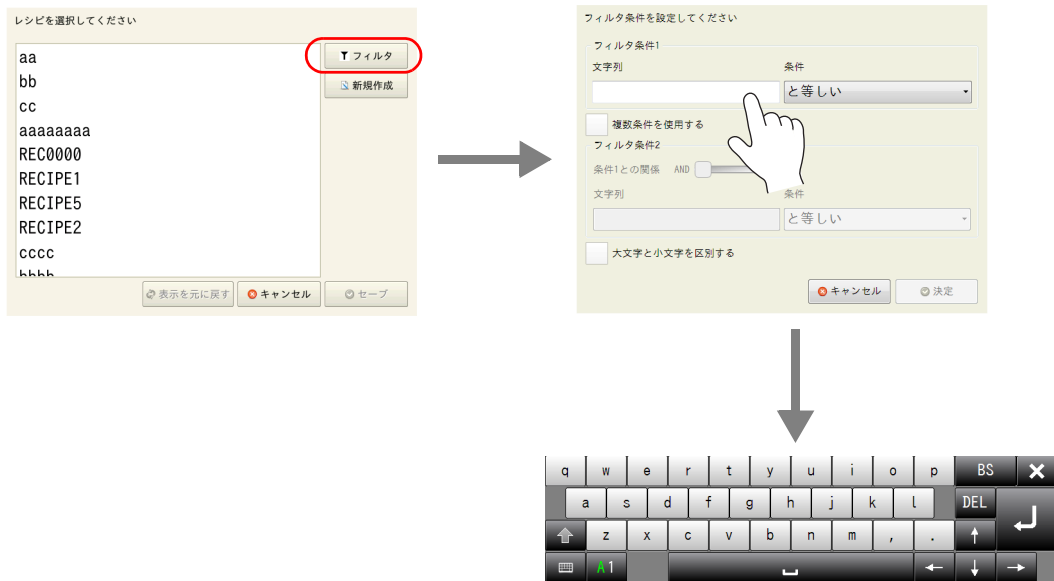 レシピを選択してください
aa
bb
cc
aaaaaaaa
REC0000
RECIPE1
RECIPE5
RECIPE2
cccc
bbbb
フィルタ
新規作成
表示を元に戻す キャンセル セーブ
フィルタ条件を設定してください
フィルタ条件1
文字列 条件
と等しい
複数条件を使用する
フィルタ条件2
条件1との関係 AND
文字列 条件
と等しい
大文字と小文字を区別する
キャンセル 決定
q w e r t y u i o p BS
a s d f g h j k l DEL
z x c v b n m , . ↑
A1 ← ↓ →